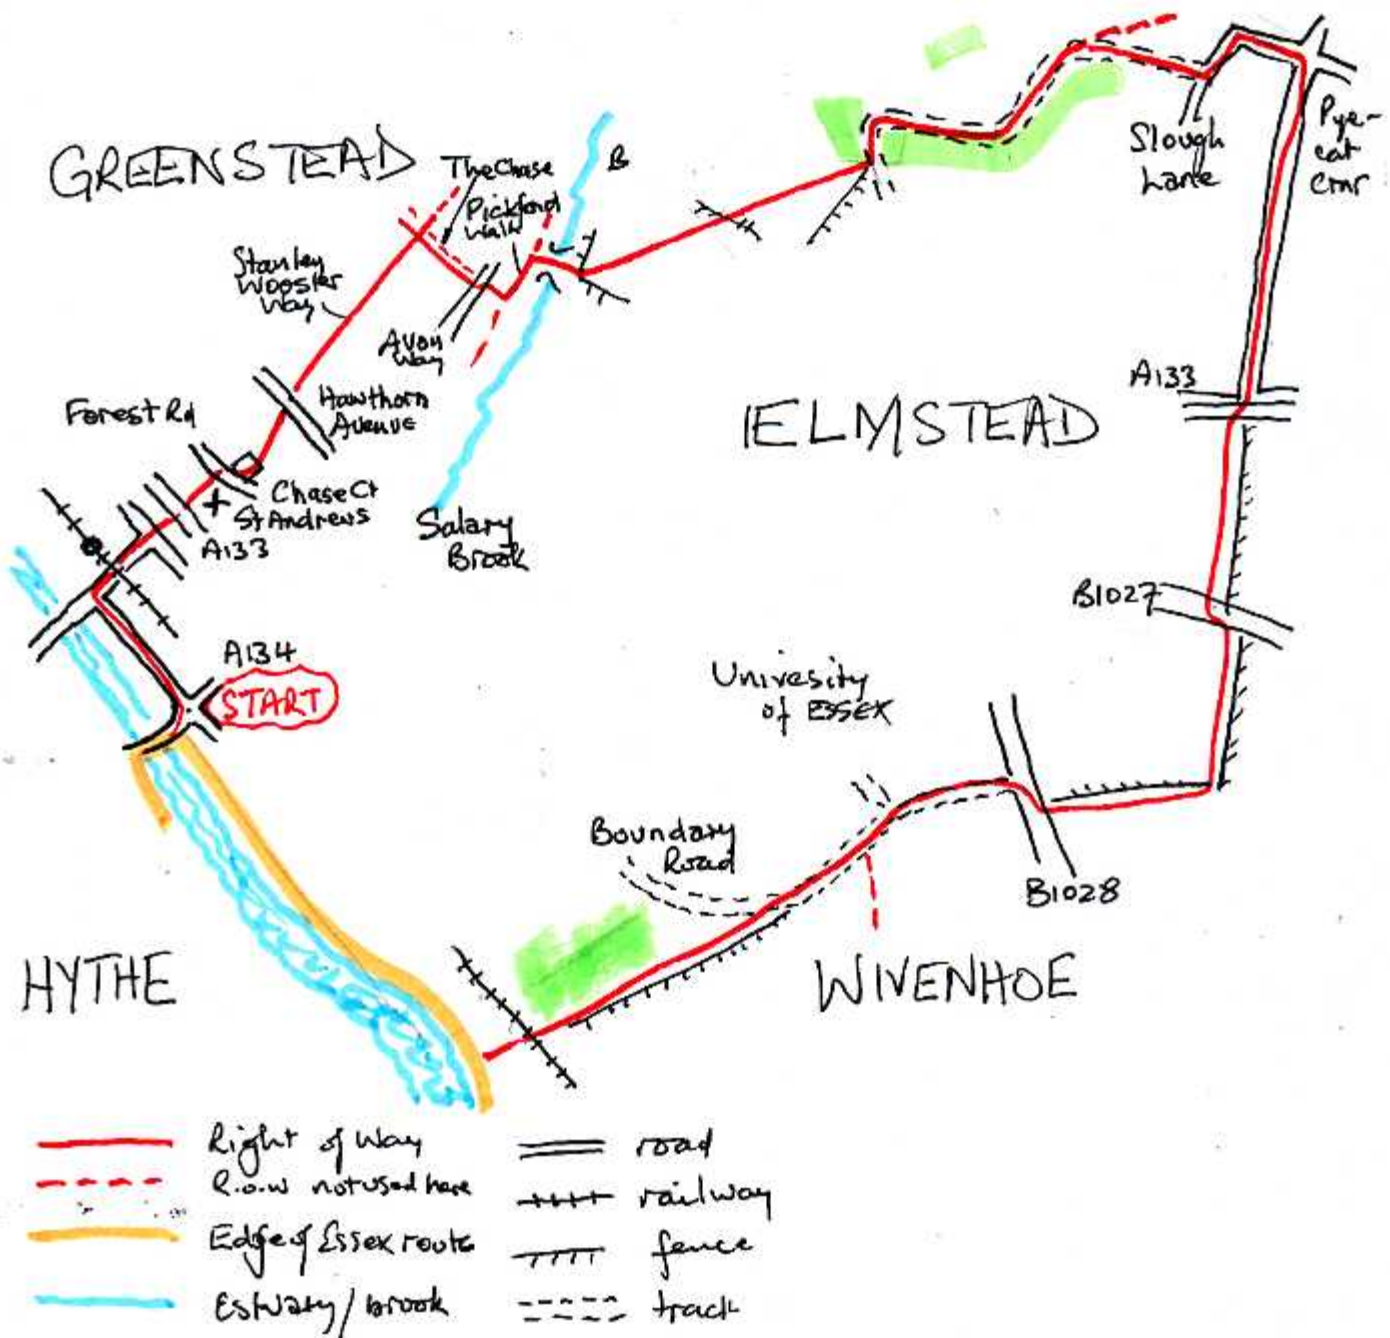 GREENSTEAD
The Chase
Pickford
Walk
B
Slough
Lane
Pye-
cat
Crnr
Stanley
Wooster
Way
Avon
Way
Forest Rd
Hawthorn
Avenue
A133
ELMSTEAD
Chase Ct
St Andrews
A133
Salary
Brook
B1027
A134
START
Univesity
of ESSEX
Boundary
Road
B1028
HYTHE
WIVENHOE
Right of Way
R.o.w not used here
Edge of Essex route
Estuary/brook
road
railway
fence
track